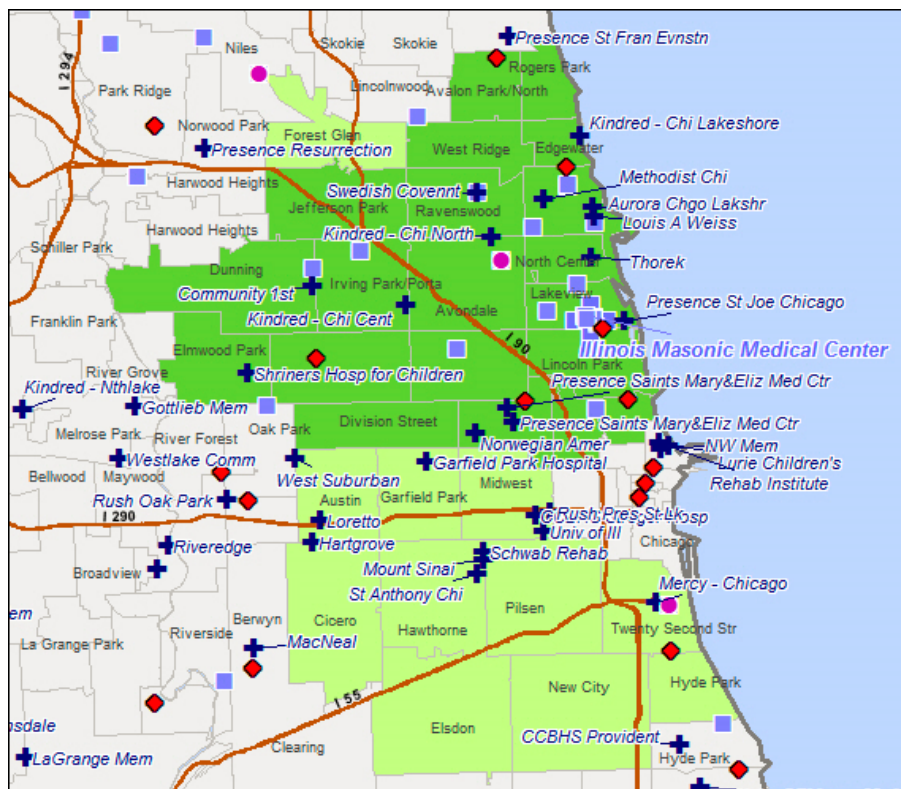 Presence St Fran Evnstn
Skokie
Skokie
Niles
I 294
Rogers Park
Lincolnwood
Avalon Park/North
Park Ridge
Norwood Park
Forest Glen
Kindred - Chi Lakeshore
Presence Resurrection
West Ridge
Edgewater
Harwood Heights
Methodist Chi
Swedish Covennt
Jefferson Park
Ravenswood
Aurora Chgo Lakshr
Louis A Weiss
Harwood Heights
Kindred - Chi North
Schiller Park
North Center
Thorek
Dunning
Community 1st
Irving Park/Porta
Lakeview
Presence St Joe Chicago
Kindred - Chi Cent
Avondale
Franklin Park
I 90
Illinois Masonic Medical Center
Elmwood Park
Lincoln Park
River Grove
Shriners Hosp for Children
Kindred - Nthlake
Presence Saints Mary&Eliz Med Ctr
Gottlieb Mem
Division Street
Presence Saints Mary&Eliz Med Ctr
Melrose Park
River Forest
Oak Park
Norwegian Amer
NW Mem
Westlake Comm
Garfield Park Hospital
Lurie Children's
Bellwood
Maywood
West Suburban
Midwest
Rehab Institute
Rush Oak Park
Austin
Garfield Park
Rush Pres St Lk
I 290
Loretto
Univ of Ill
Chicago
Riveredge
Hartgrove
Schwab Rehab
Broadview
Mount Sinai
St Anthony Chi
Mercy - Chicago
em
Pilsen
Cicero
Riverside
Berwyn
Hawthorne
Twenty Second Str
La Grange Park
MacNeal
Hyde Park
I 55
New City
nsdale
Elsdon
CCBHS Provident
Clearing
LaGrange Mem
Hyde Park